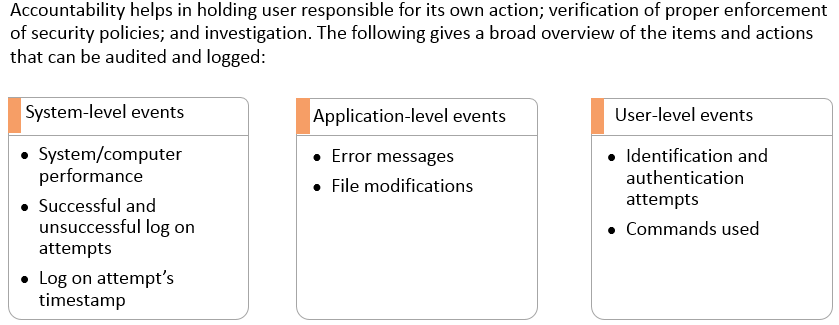 Accountability helps in holding user responsible for its own action; verification of proper enforcement
of security policies; and investigation. The following gives a broad overview of the items and actions
that can be audited and logged:
System-level events
• System/computer
performance
• Successful and
unsuccessful log on
attempts
• Log on attempt’s
timestamp
Application-level events
• Error messages
• File modifications
User-level events
• Identification and
authentication
attempts
• Commands used